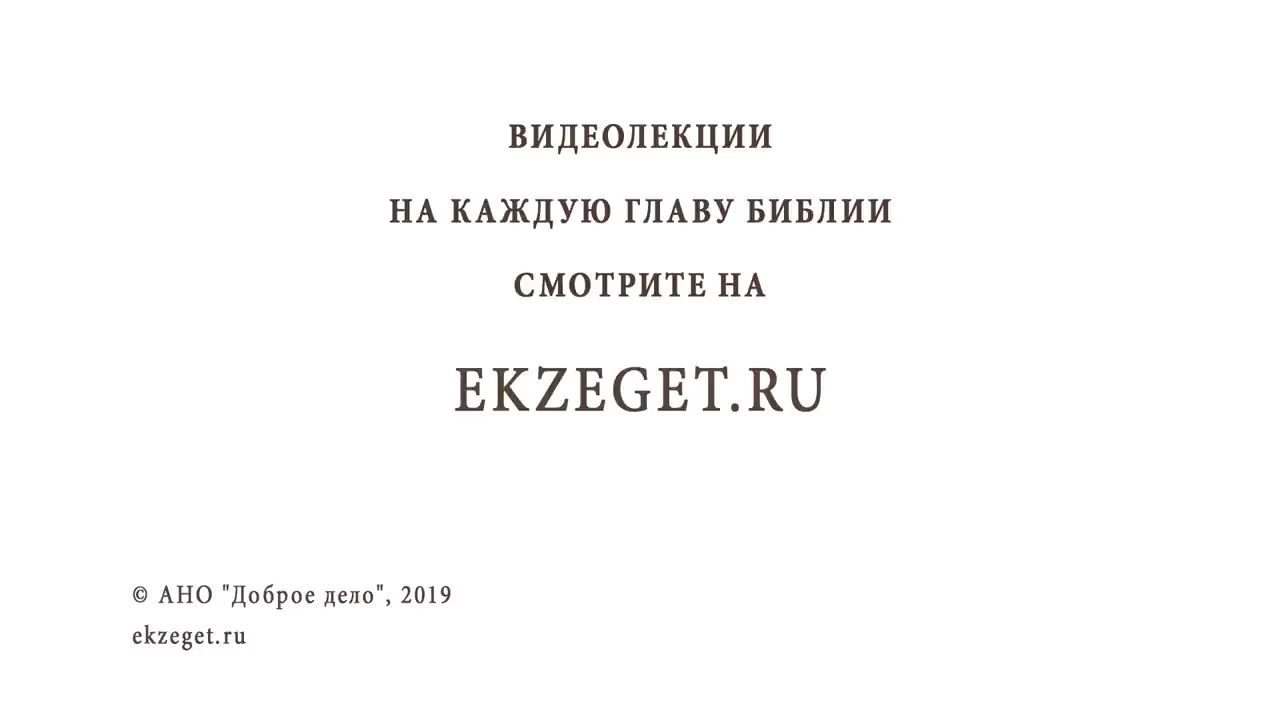 ВИДЕОЛЕКЦИИ
НА КАЖДУЮ ГЛАВУ БИБЛИИ
СМОТРИТЕ НА
EKZEGET.RU
© АНО "Доброе дело", 2019
ekzeget.ru